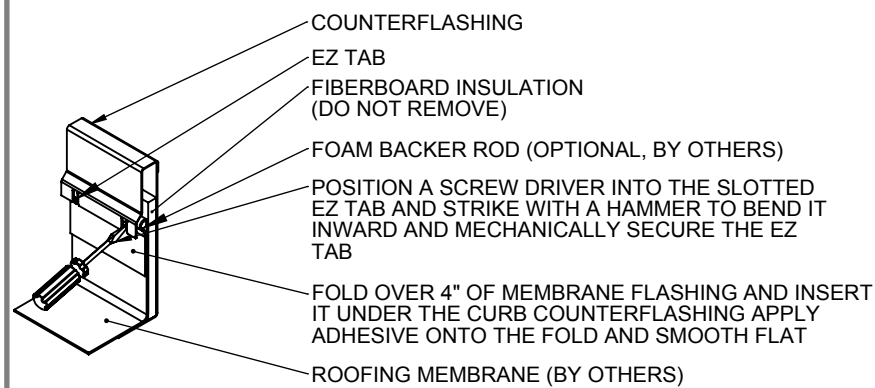 COUNTERFLASHING
EZ TAB
FIBERBOARD INSULATION
(DO NOT REMOVE)
FOAM BACKER ROD (OPTIONAL, BY OTHERS)
POSITION A SCREW DRIVER INTO THE SLOTTED
EZ TAB AND STRIKE WITH A HAMMER TO BEND IT
INWARD AND MECHANICALLY SECURE THE EZ
TAB
FOLD OVER 4" OF MEMBRANE FLASHING AND INSERT
IT UNDER THE CURB COUNTERFLASHING APPLY
ADHESIVE ONTO THE FOLD AND SMOOTH FLAT
ROOFING MEMBRANE (BY OTHERS)